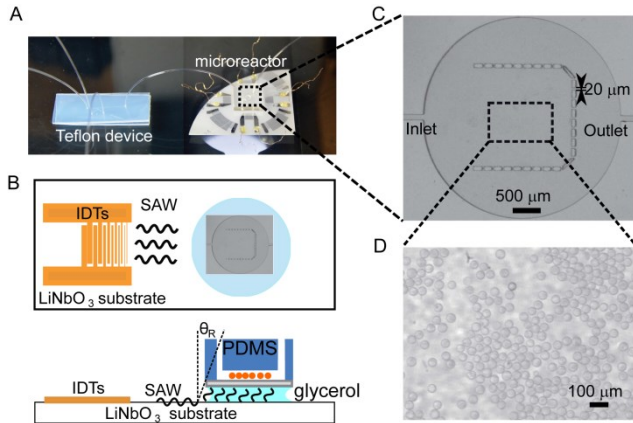 A
microreactor
Teflon device
B
IDTs
SAW
LiNbO3 substrate
θR
PDMS
IDTs
SAW
glycerol
LiNbO3 substrate
C
20 μm
Inlet
Outlet
500 μm
D
100 μm